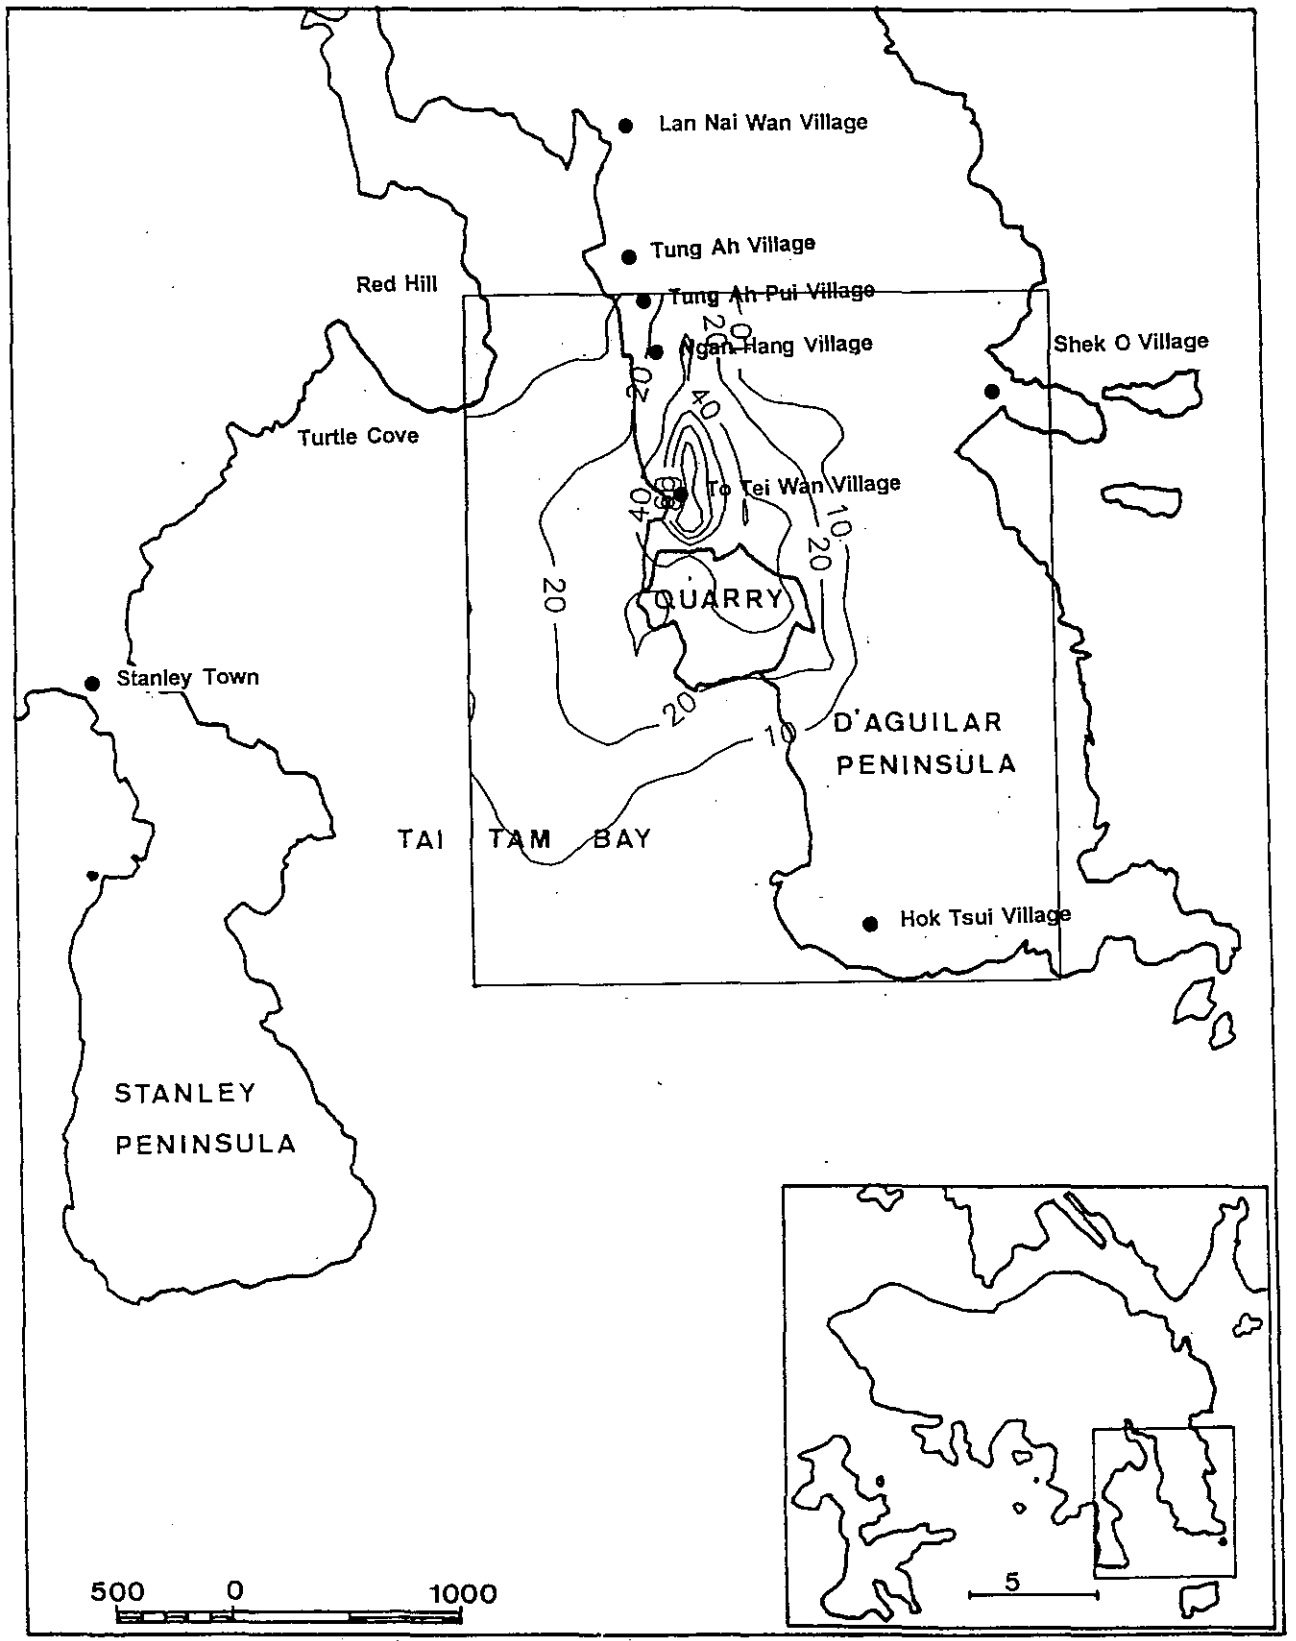 Lan Nai Wan Village
Tung Ah Village
Red Hill
Tung Ah Pui Village
20
Ngan Hang Village
Shek O Village
20
40
Turtle Cove
To Tei Wan Village
40
10
20
20
QUARRY
Stanley Town
20
10
D'AGUILAR
PENINSULA
TAI TAM BAY
Hok Tsui Village
STANLEY
PENINSULA
5
500 0 1000